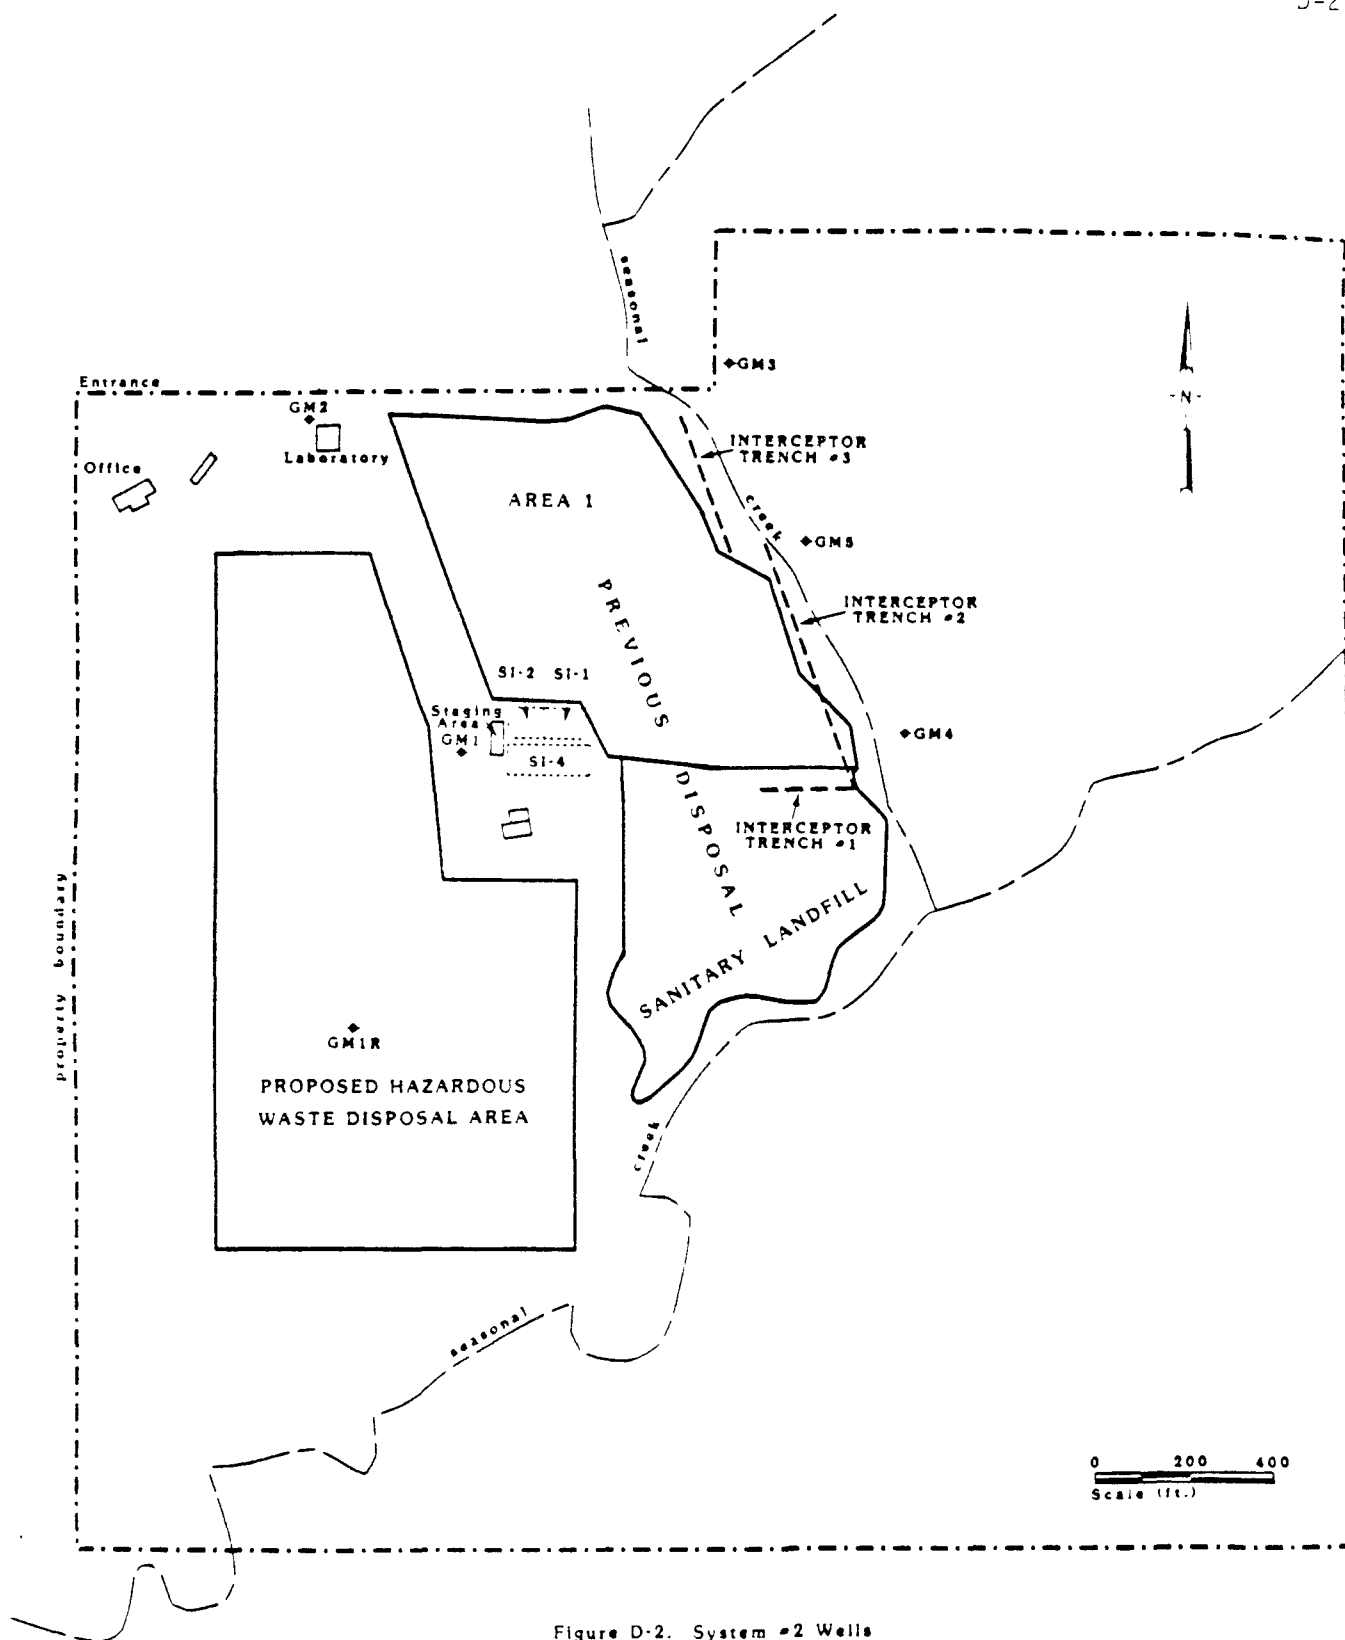 seasonal
GM3
Entrance
GM2
-N-
INTERCEPTOR
TRENCH #3
Laboratory
Office
AREA 1
creek
GM5
PREVIOUS
INTERCEPTOR
TRENCH #2
SI-2 SI-1
Staging
Area
GM1
GM4
SI-4
DISPOSAL
INTERCEPTOR
TRENCH #1
SANITARY LANDFILL
property boundary
GM1R
PROPOSED HAZARDOUS
WASTE DISPOSAL AREA
creek
seasonal
0 200 400
Scale (ft.)
Figure D-2. System #2 Wells